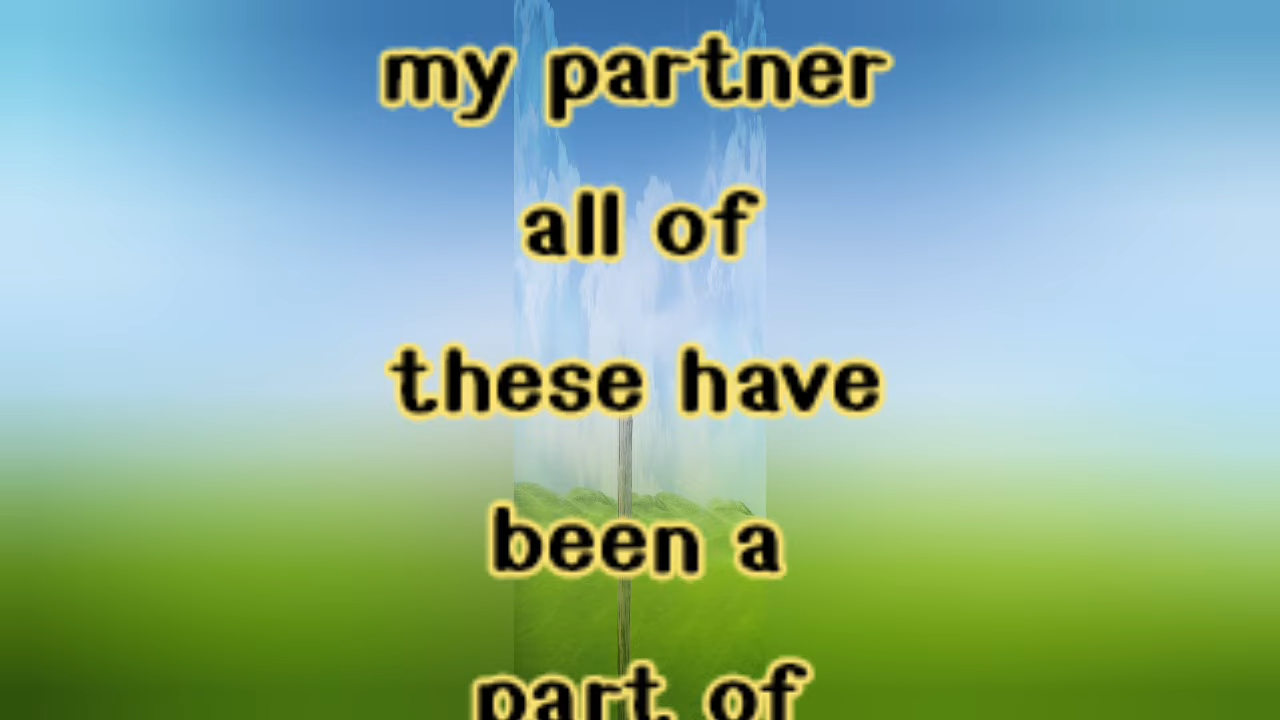 my partner
all of
these have
been a
part of